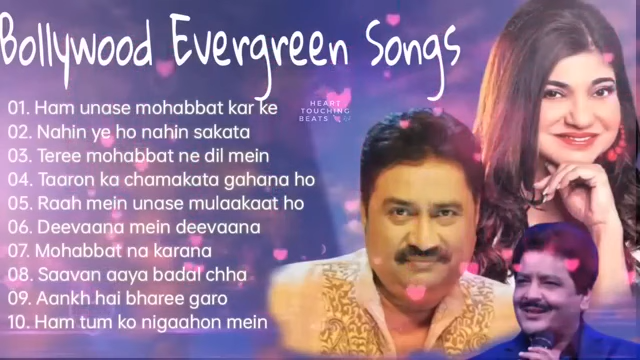 Bollywood Evergreen Songs
HEART
TOUCHING
BEATS
01. Ham unase mohabbat kar ke
02. Nahin ye ho nahin sakata
03. Teree mohabbat ne dil mein
04. Taaron ka chamakata gahana ho
05. Raah mein unase mulaakaat ho
06. Deevaana mein deevaana
07. Mohabbat na karana
08. Saavan aaya badal chha
09. Aankh hai bharee garo
10. Ham tum ko nigaahon mein